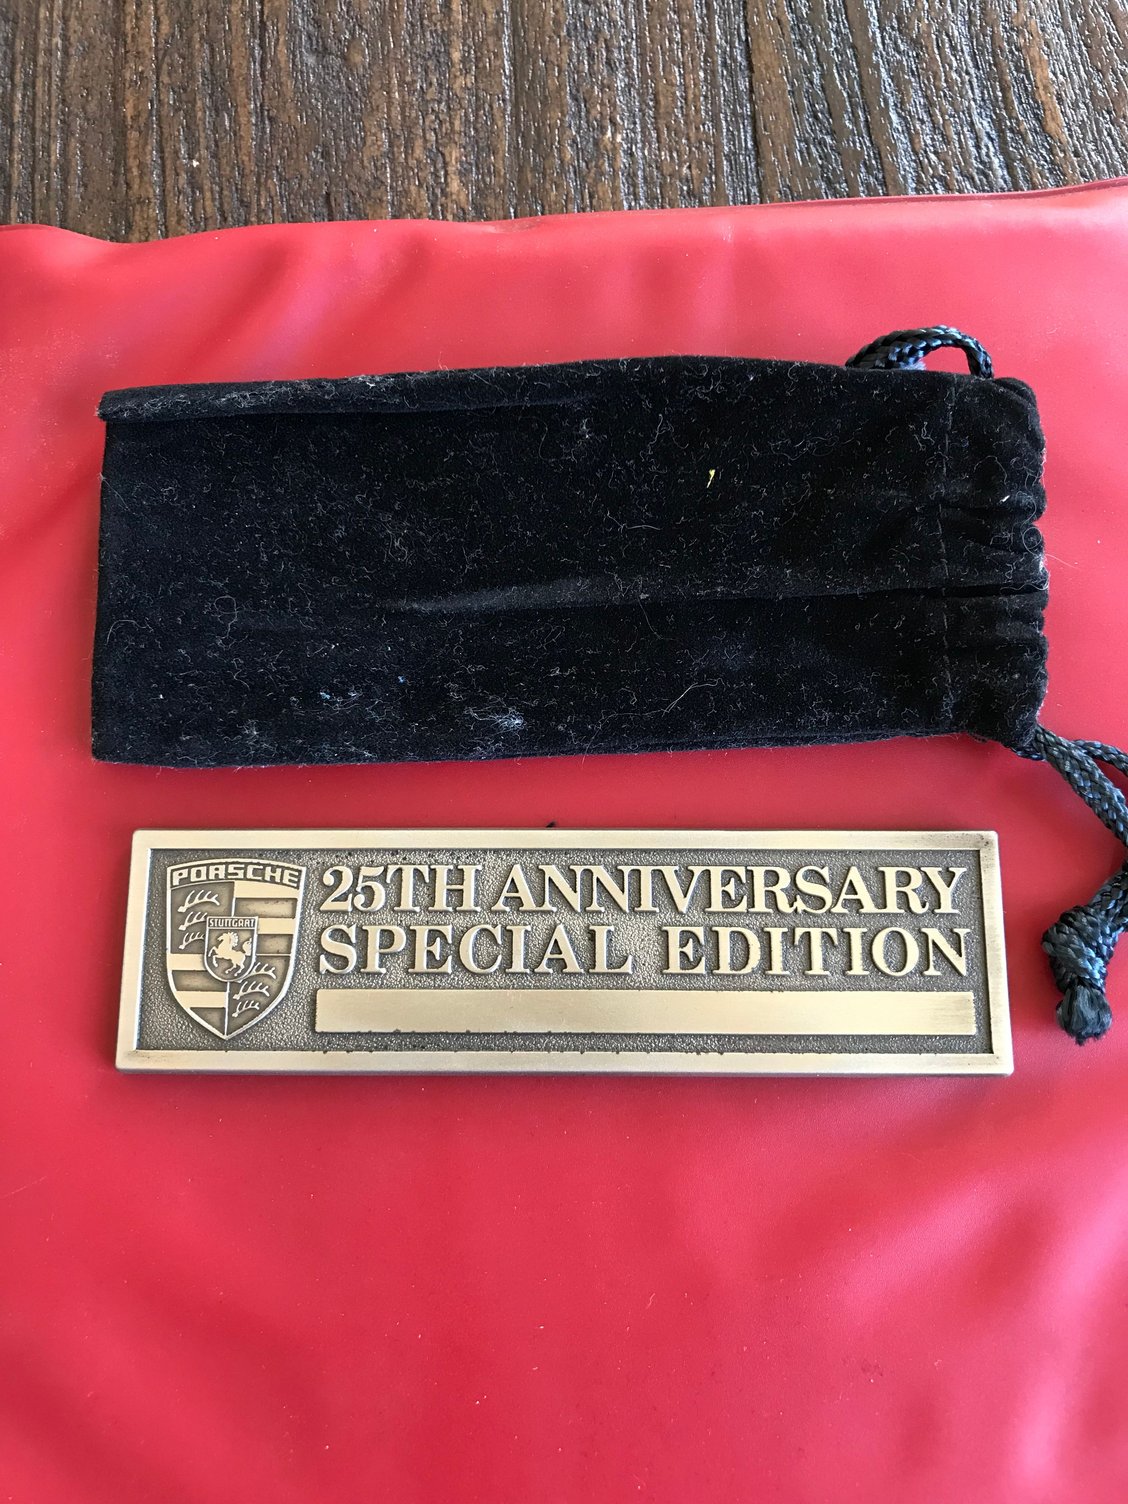 PORSCHE
STUTTGART
25TH ANNIVERSARY
SPECIAL EDITION